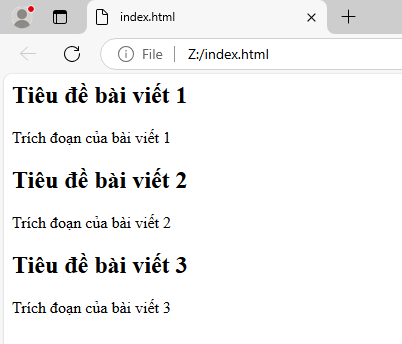 index.html
File
Z:/index.html
Tiêu đề bài viết 1
Trích đoạn của bài viết 1
Tiêu đề bài viết 2
Trích đoạn của bài viết 2
Tiêu đề bài viết 3
Trích đoạn của bài viết 3